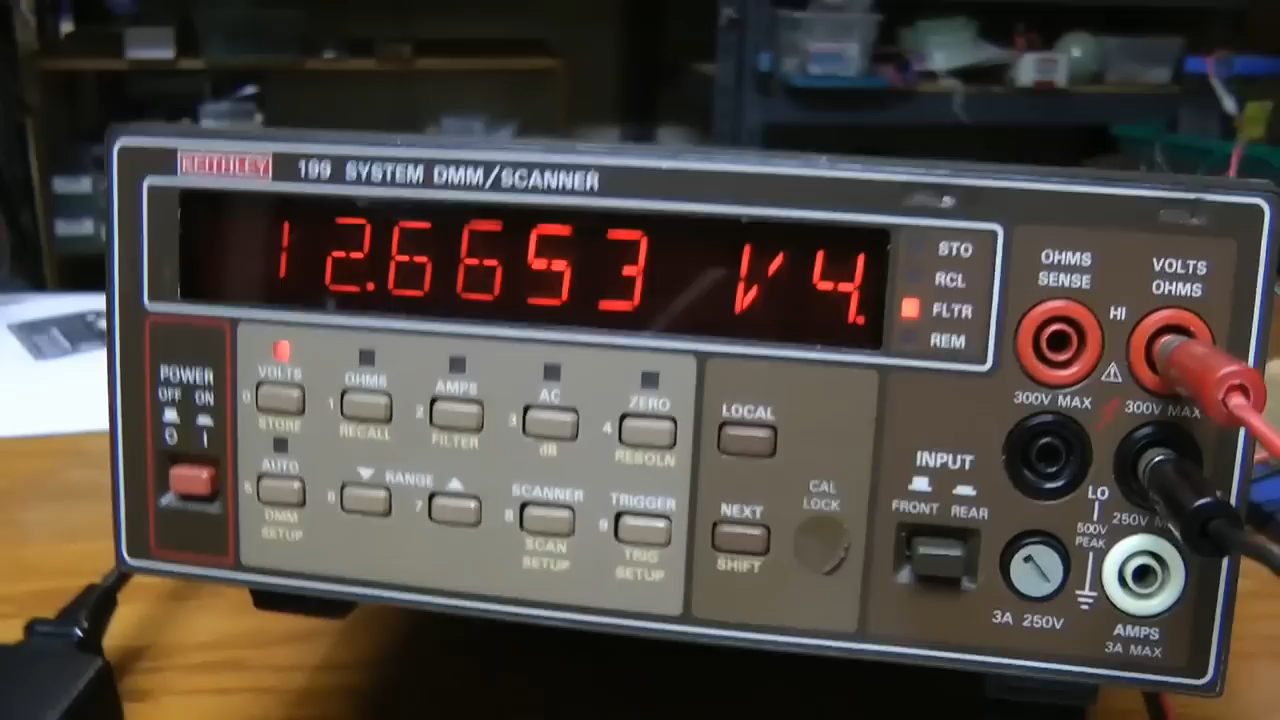 KEITHLEY 199 SYSTEM DMM/SCANNER
12.6653 V4.
STO
RCL
FLTR
REM
OHMS SENSE
VOLTS OHMS
HI
300V MAX
300V MAX
POWER
OFF ON
0 |
0 VOLTS STORE
1 OHMS RECALL
2 AMPS FILTER
3 AC dB
4 ZERO RESOLN
5 AUTO DMM SETUP
6 RANGE 7
8 SCANNER SCAN SETUP
9 TRIGGER TRIG SETUP
LOCAL
NEXT
SHIFT
CAL LOCK
INPUT
FRONT REAR
LO
500V PEAK
250V
3A 250V
AMPS
3A MAX